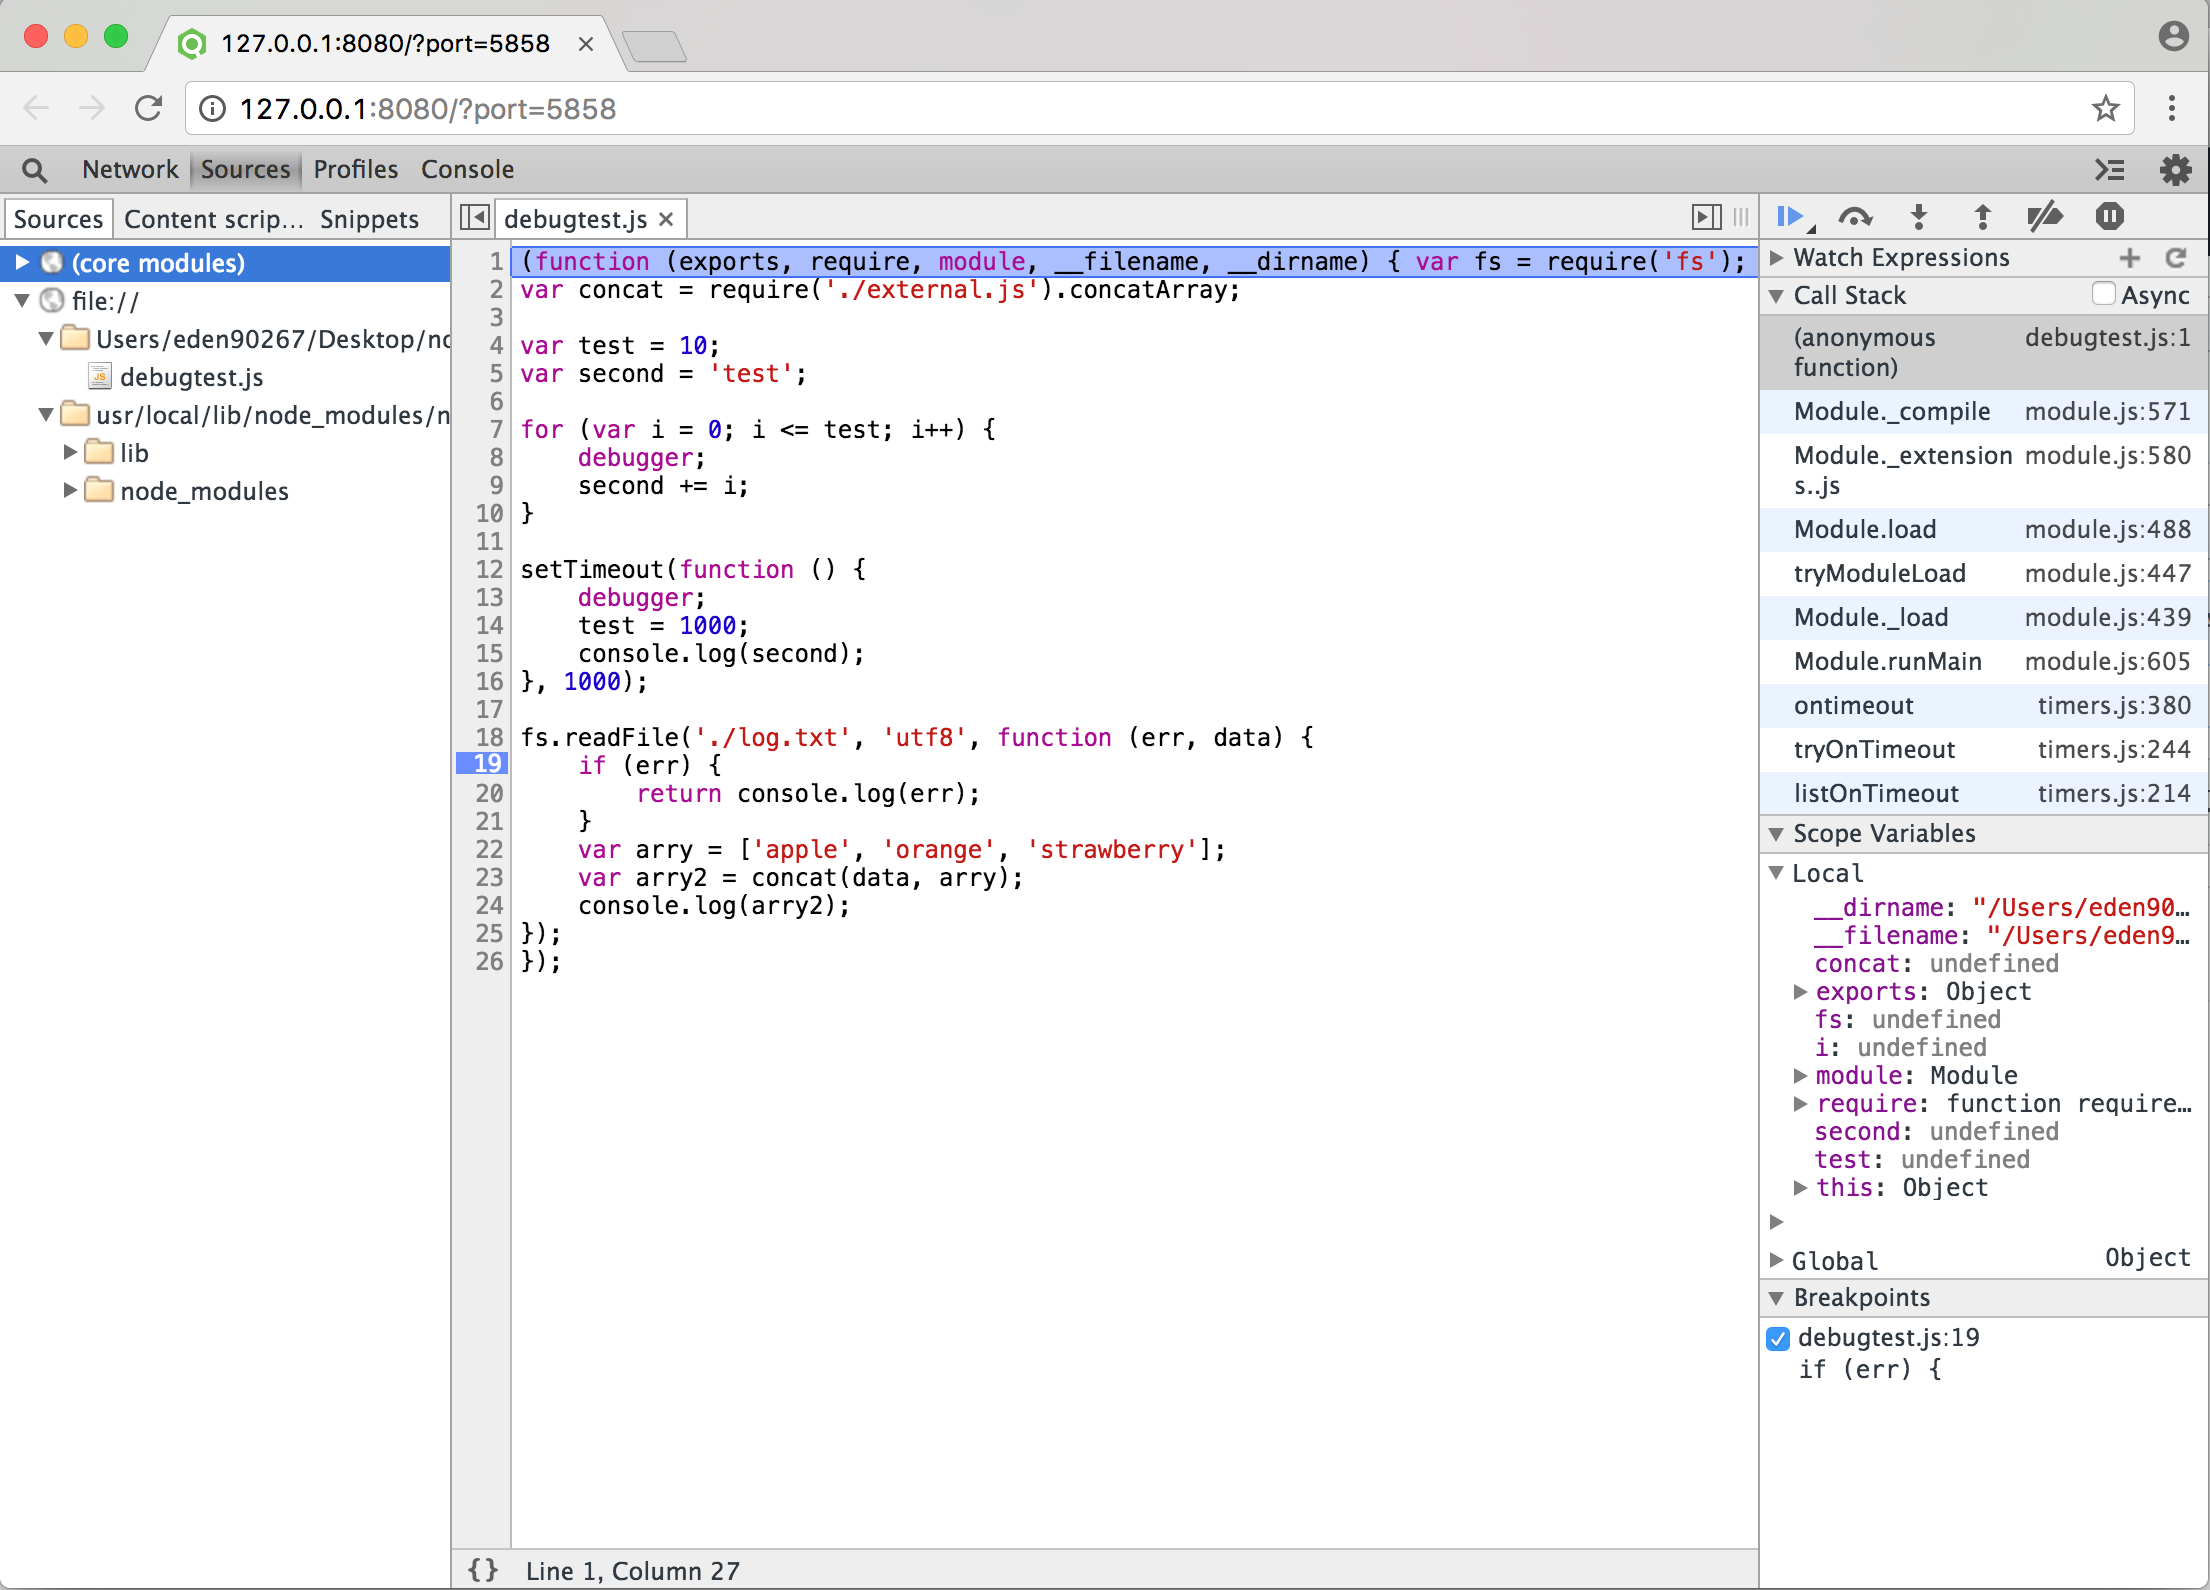 127.0.0.1:8080/?port=5858
127.0.0.1:8080/?port=5858
Network Sources Profiles Console
Sources Content scrip... Snippets
(core modules)
file://
Users/eden90267/Desktop/
debugtest.js
usr/local/lib/node_modules/
lib
node_modules
debugtest.js
1 (function (exports, require, module, __filename, __dirname) { var fs = require('fs');
2 var concat = require('./external.js').concatArray;
3
4 var test = 10;
5 var second = 'test';
6
7 for (var i = 0; i <= test; i++) {
8     debugger;
9     second += i;
10 }
11
12 setTimeout(function () {
13     debugger;
14     test = 1000;
15     console.log(second);
16 }, 1000);
17
18 fs.readFile('./log.txt', 'utf8', function (err, data) {
19     if (err) {
20         return console.log(err);
21     }
22     var arry = ['apple', 'orange', 'strawberry'];
23     var arry2 = concat(data, arry);
24     console.log(arry2);
25 });
26 });
{} Line 1, Column 27
Watch Expressions
Call Stack Async
(anonymous function) debugtest.js:1
Module._compile module.js:571
Module._extensions..js module.js:580
Module.load module.js:488
tryModuleLoad module.js:447
Module._load module.js:439
Module.runMain module.js:605
ontimeout timers.js:380
tryOnTimeout timers.js:244
listOnTimeout timers.js:214
Scope Variables
Local
__dirname: "/Users/eden90...
__filename: "/Users/eden9...
concat: undefined
exports: Object
fs: undefined
i: undefined
module: Module
require: function require...
second: undefined
test: undefined
this: Object
Global Object
Breakpoints
debugtest.js:19
if (err) {